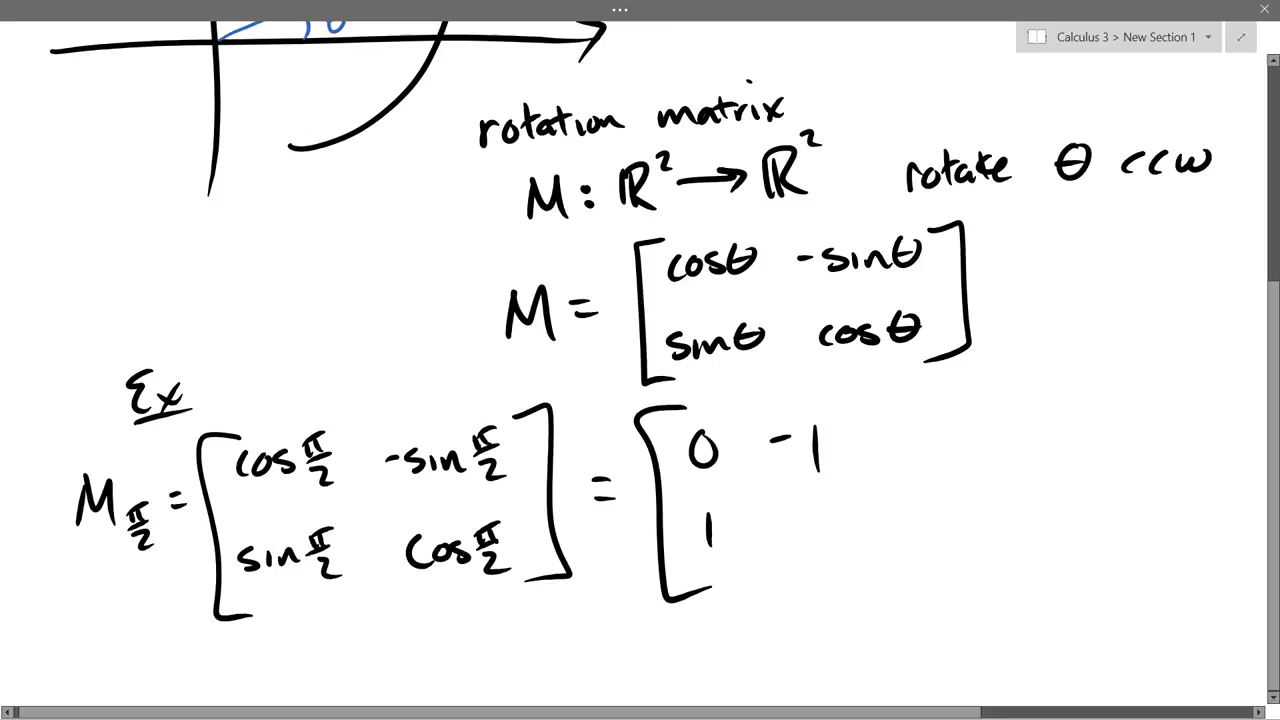 Calculus 3 > New Section 1
θ
rotation matrix
M: ℝ² → ℝ² rotate θ ccw
M = [ cosθ -sinθ
sinθ cosθ ]
Ex
M_{π/2} = [ cos π/2 -sin π/2 = [ 0 -1
sin π/2 cos π/2 ] 1